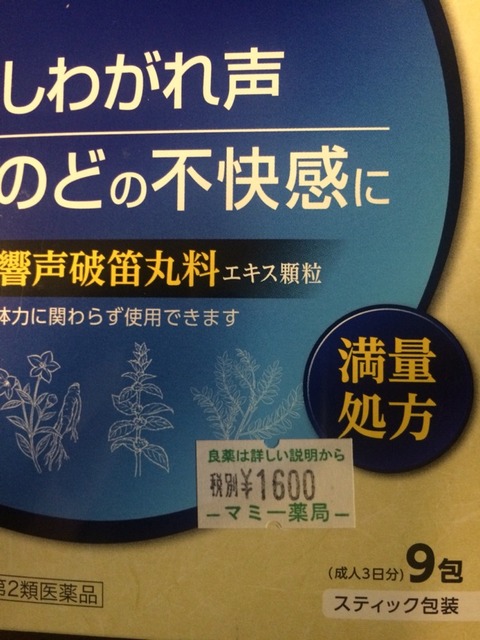 しわがれ声
のどの不快感に
響声破笛丸料エキス顆粒
体力に関わらず使用できます
満量
処方
良薬は詳しい説明から
税別¥1600
-マミー薬局-
(成人3日分)9包
第2類医薬品
スティック包装